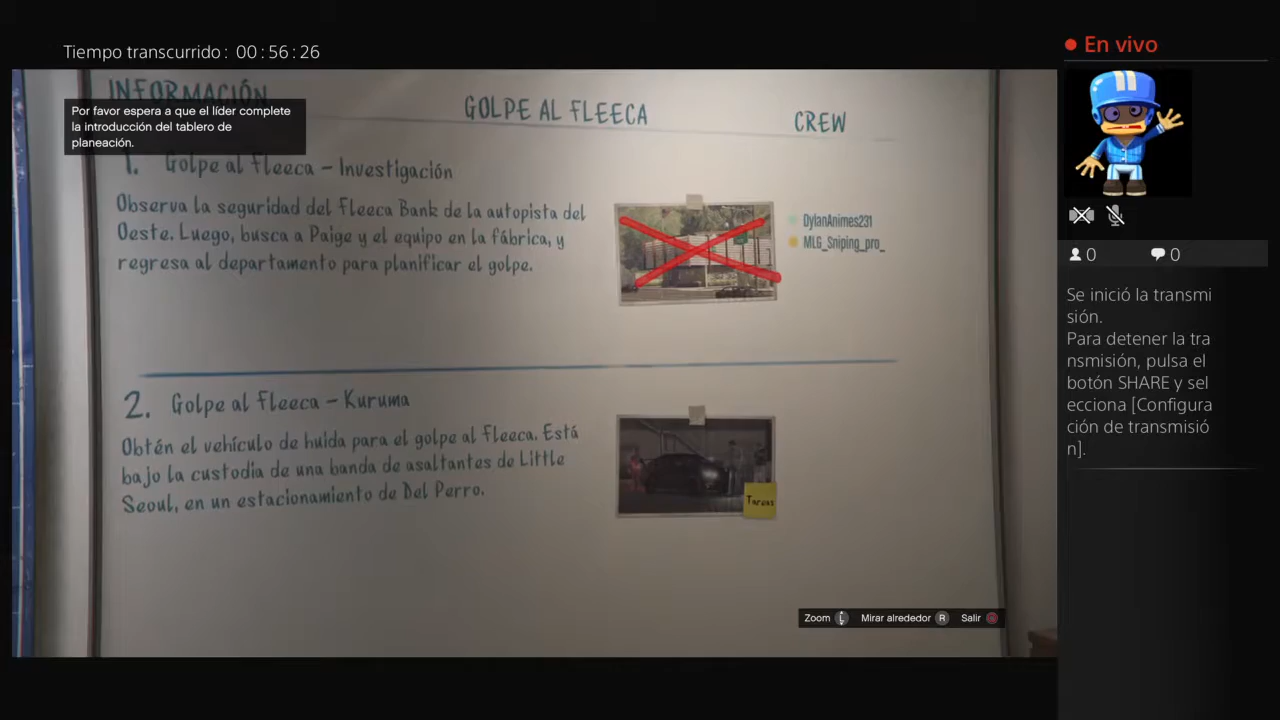 Tiempo transcurrido: 00:56:26
En vivo
INFORMACIÓN
GOLPE AL FLEECA
CREW
Por favor espera a que el líder complete
la introducción del tablero de
planeación.
1. Golpe al Fleeca - Investigación
Observa la seguridad del Fleeca Bank de la autopista del
Oeste. Luego, busca a Paige y el equipo en la fábrica, y
regresa al departamento para planificar el golpe.
DylanAnimes231
MLG_Sniping_pro_
0 0
2. Golpe al Fleeca - Kuruma
Obtén el vehículo de huida para el golpe al Fleeca. Está
bajo la custodia de una banda de asaltantes de Little
Seoul, en un estacionamiento de Del Perro.
Tareas
Zoom L Mirar alrededor R Salir
Se inició la transmi
sión.
Para detener la tra
nsmisión, pulsa el
botón SHARE y sel
ecciona [Configura
ción de transmisió
n].